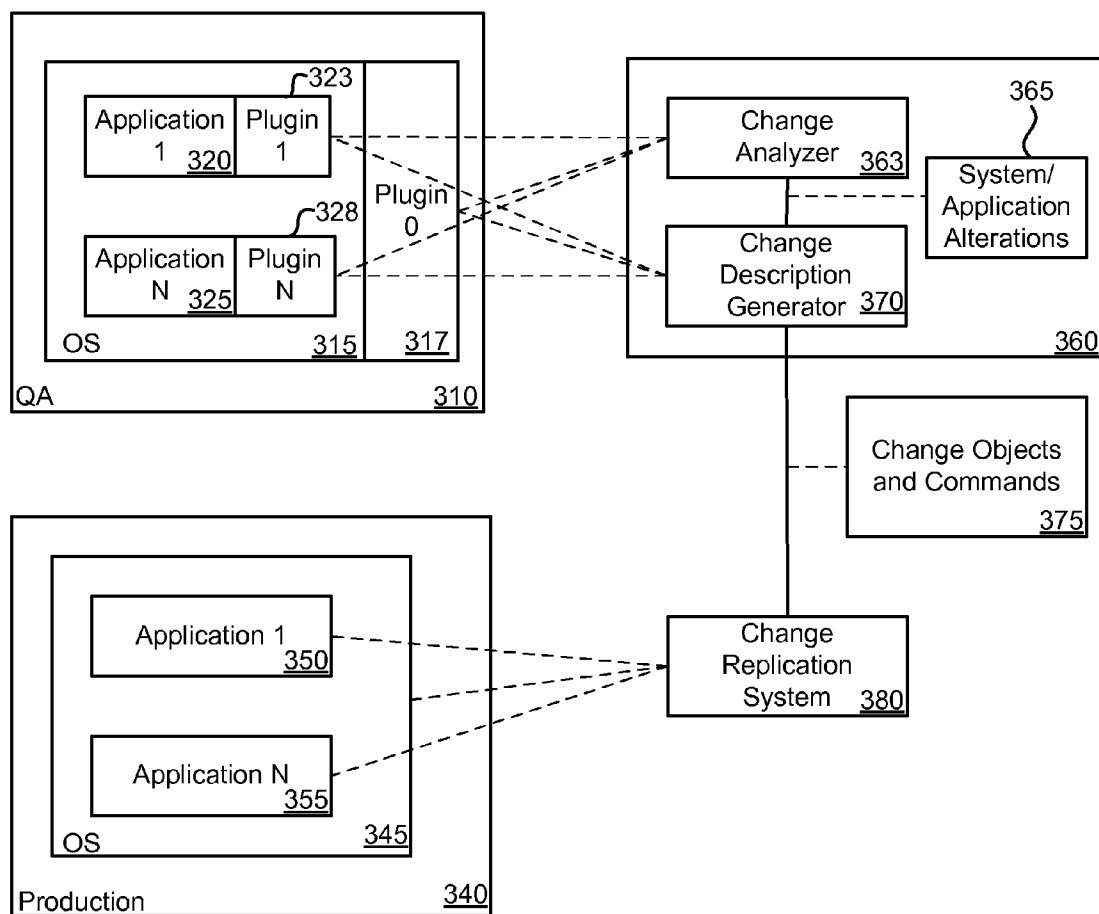 323
Application
1
320
Plugin
1
Plugin
0
328
Application
N
325
Plugin
N
OS
315
317
QA
310
Change
Analyzer
363
365
System/
Application
Alterations
Change
Description
Generator
370
360
Change Objects
and Commands
375
Application 1
350
Application N
355
OS
345
Production
340
Change
Replication
System
380